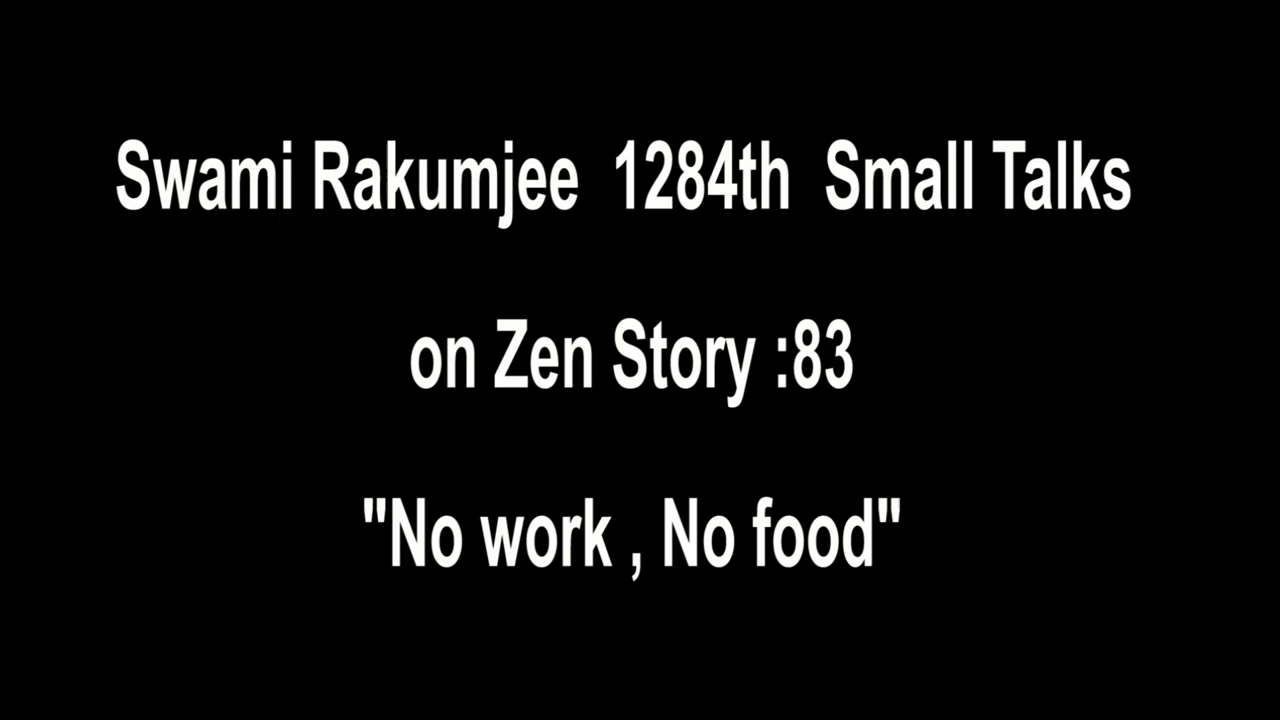 Swami Rakumjee  1284th  Small Talks
on Zen Story :83
"No work , No food"